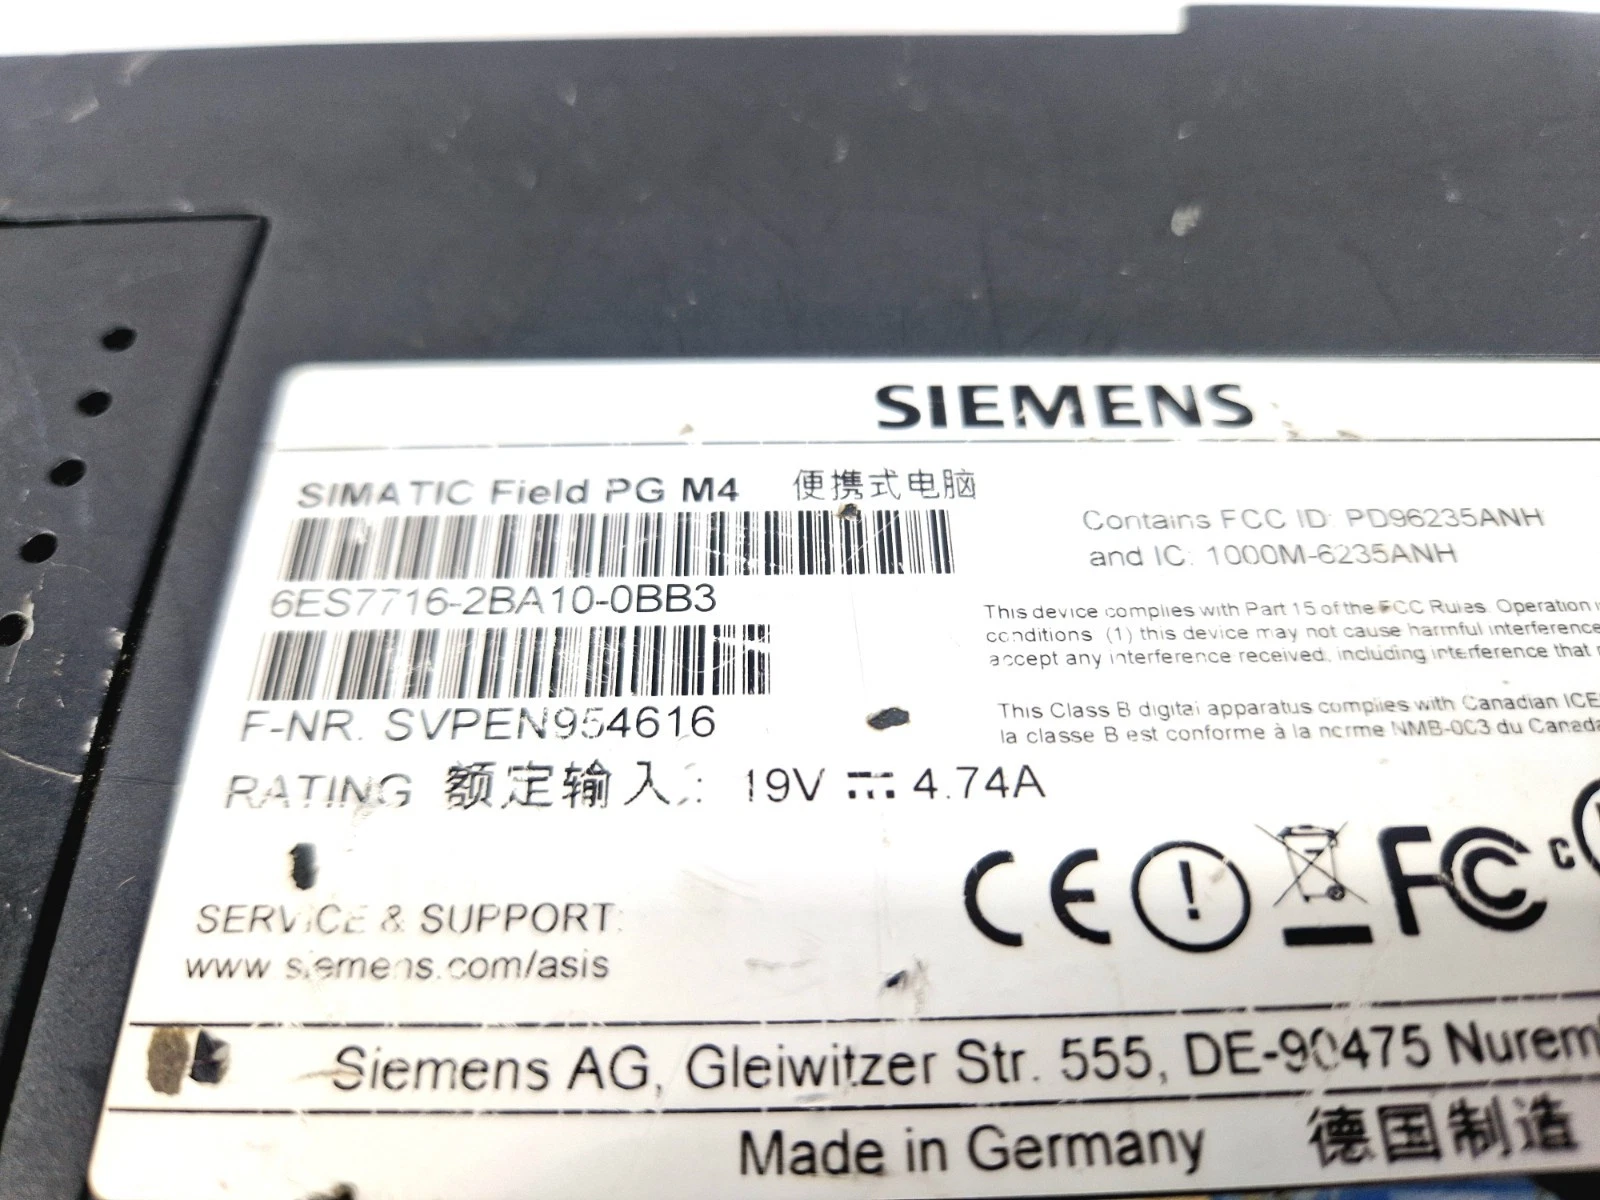 SIEMENS
SIMATIC Field PG M4 便携式电脑
6ES7716-2BA10-0BB3
F-NR. SVPEN954616
RATING 额定输入: 19V 4.74A
Contains FCC ID: PD96235ANH
and IC: 1000M-6235ANH
This device complies with Part 15 of the FCC Rules. Operation
conditions (1) this device may not cause harmful interference
accept any interference received, including interference that
This Class B digital apparatus complies with Canadian ICE
la classe B est conforme à la norme NMB-003 du Canada
SERVICE & SUPPORT:
www.siemens.com/asis
CE FC c
Siemens AG, Gleiwitzer Str. 555, DE-90475 Nurem
Made in Germany 德国制造